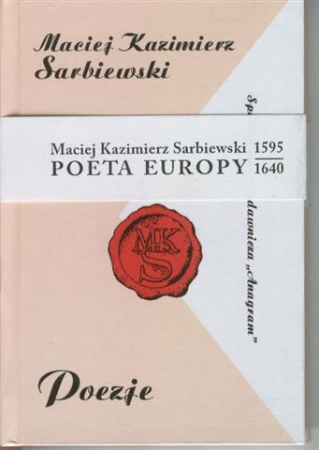 Maciej Kazimierz
Sarbiewski
Maciej Kazimierz Sarbiewski 1595
POETA EUROPY 1640
MKS
Poezje
dawnicza „Anagram"